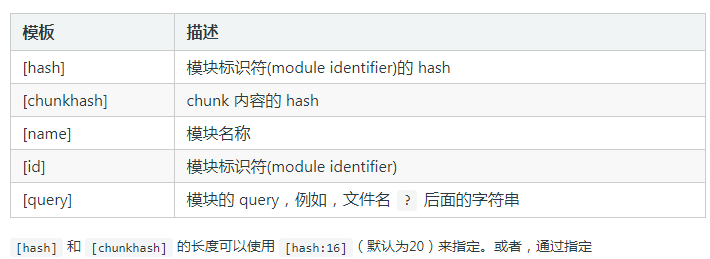 模板 描述
[hash] 模块标识符(module identifier)的 hash
[chunkhash] chunk 内容的 hash
[name] 模块名称
[id] 模块标识符(module identifier)
[query] 模块的 query，例如，文件名 ? 后面的字符串
[hash] 和 [chunkhash] 的长度可以使用 [hash:16]（默认为20）来指定。或者，通过指定